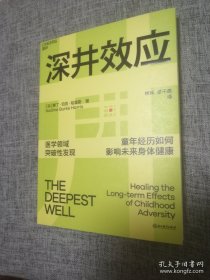 深井效应
Nadine Burke Harris
医学领域
突破性发现
童年经历如何
影响未来身体健康
THE
DEEPEST
WELL
Healing the
Long-term Effects
of Childhood
Adversity